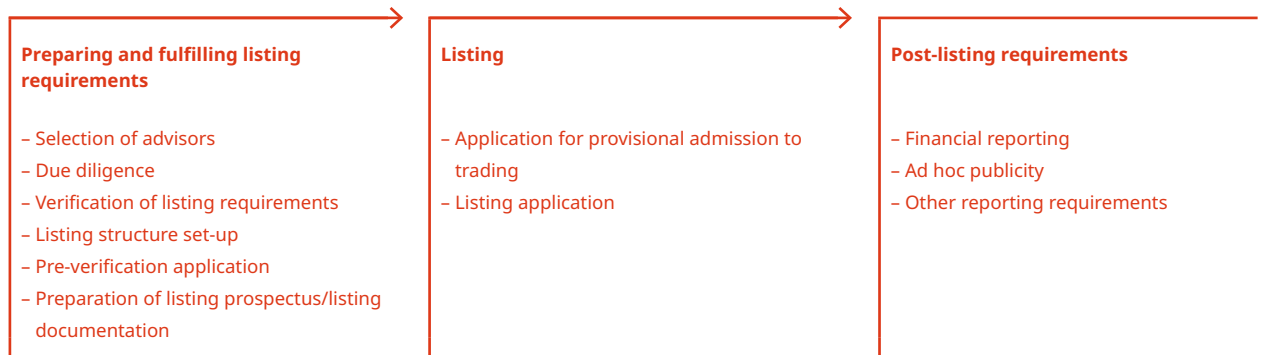 Preparing and fulfilling listing
requirements
– Selection of advisors
– Due diligence
– Verification of listing requirements
– Listing structure set-up
– Pre-verification application
– Preparation of listing prospectus/listing
documentation
Listing
– Application for provisional admission to
trading
– Listing application
Post-listing requirements
– Financial reporting
– Ad hoc publicity
– Other reporting requirements